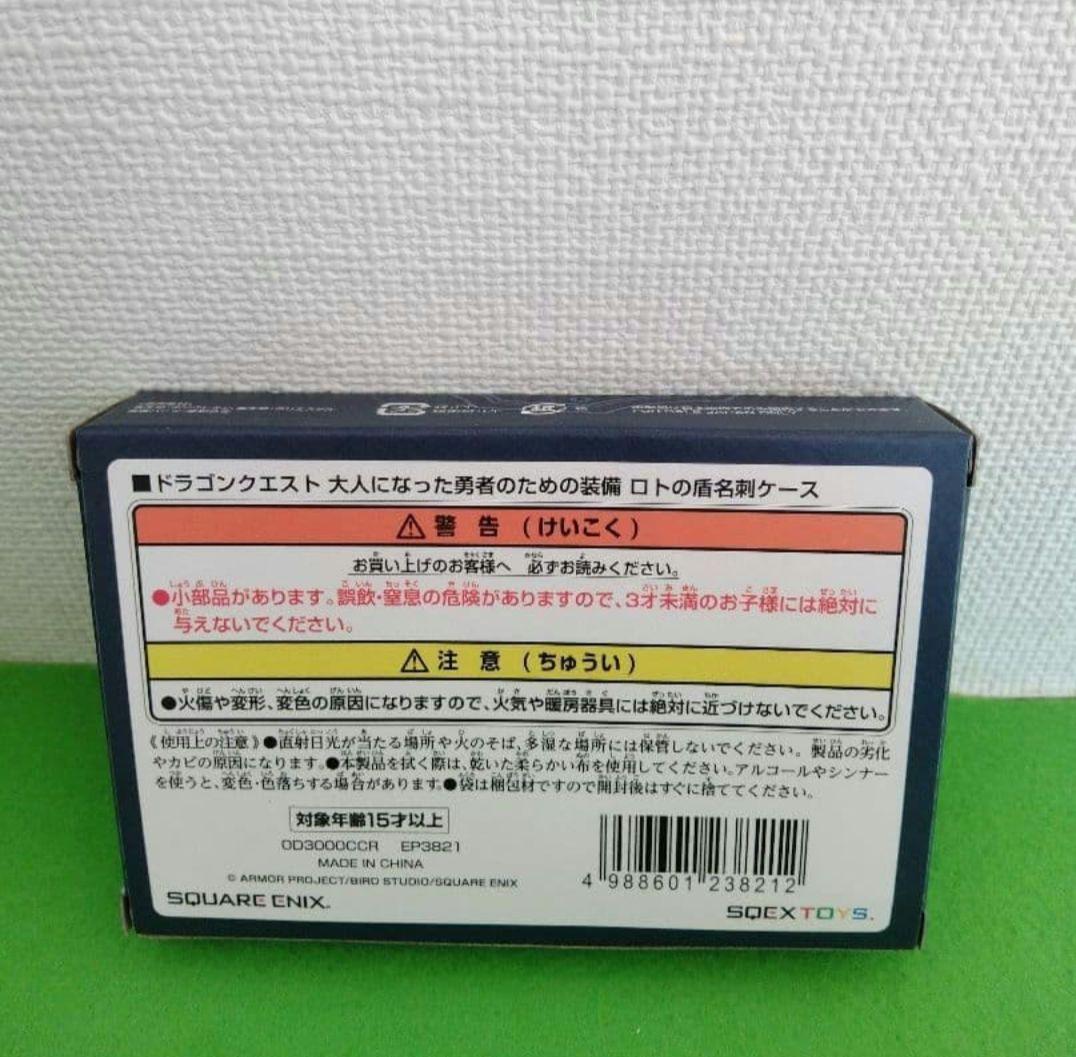 ■ドラゴンクエスト 大人になった勇者のための装備 ロトの盾名刺ケース
⚠警 告 (けいこく)
お買い上げのお客様へ 必ずお読みください。
●小部品があります。誤飲・窒息の危険がありますので、3才未満のお子様には絶対に
与えないでください。
⚠注 意 (ちゅうい)
●火傷や変形、変色の原因になりますので、火気や暖房器具には絶対に近づけないでください。
《使用上の注意》●直射日光が当たる場所や火のそば、多湿な場所には保管しないでください。製品の劣化
やカビの原因になります。●本製品を拭く際は、乾いた柔らかい布を使用してください。アルコールやシンナー
を使うと、変色・色落ちする場合があります。●袋は梱包材ですので開封後はすぐに捨ててください。
対象年齢15才以上
OD3000CCR EP3821
MADE IN CHINA
© ARMOR PROJECT/BIRD STUDIO/SQUARE ENIX
4 988601 238212
SQUARE ENIX.
SQEX TOYS.